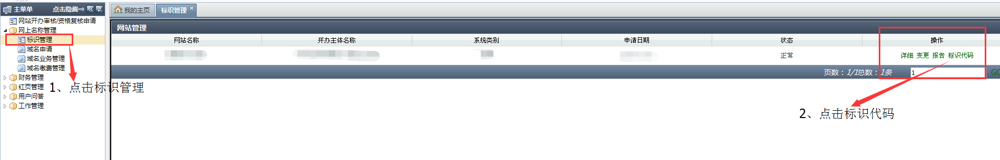 主菜单 点击隐藏⇒
我的主页 标识管理
网站开办审核/资格复核申请
网上名称管理
标识管理
域名申请
域名业务管理
域名缴费管理
财务管理
红页管理
用户问答
工作管理
1、点击标识管理
网站管理
网站名称 开办主体名称 系统类别 申请日期 状态 操作
正常 详细 变更 报告 标识代码
页数：1/1总数：1条 1 GO
2、点击标识代码